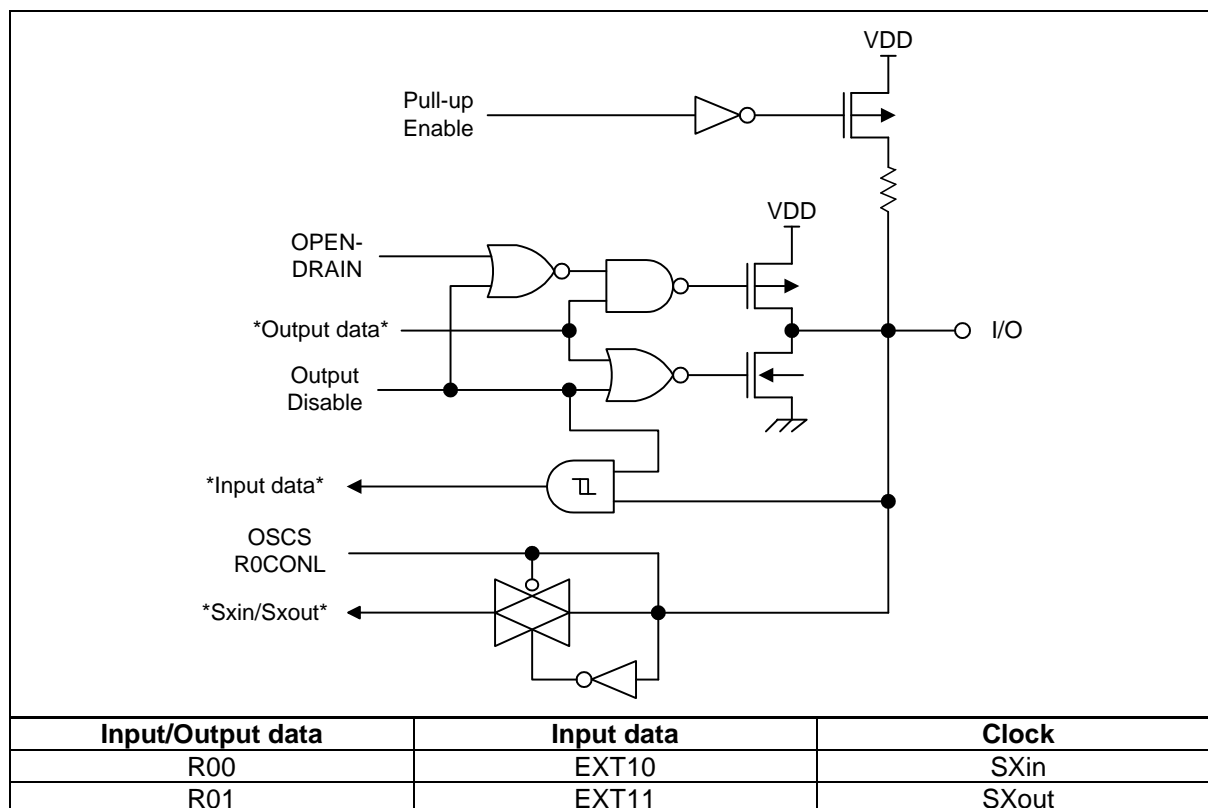 VDD
Pull-up
Enable
VDD
OPEN-
DRAIN
*Output data*
I/O
Output
Disable
*Input data*
OSCS
R0CONL
*Sxin/Sxout*
Input/Output data Input data Clock
R00 EXT10 SXin
R01 EXT11 SXout